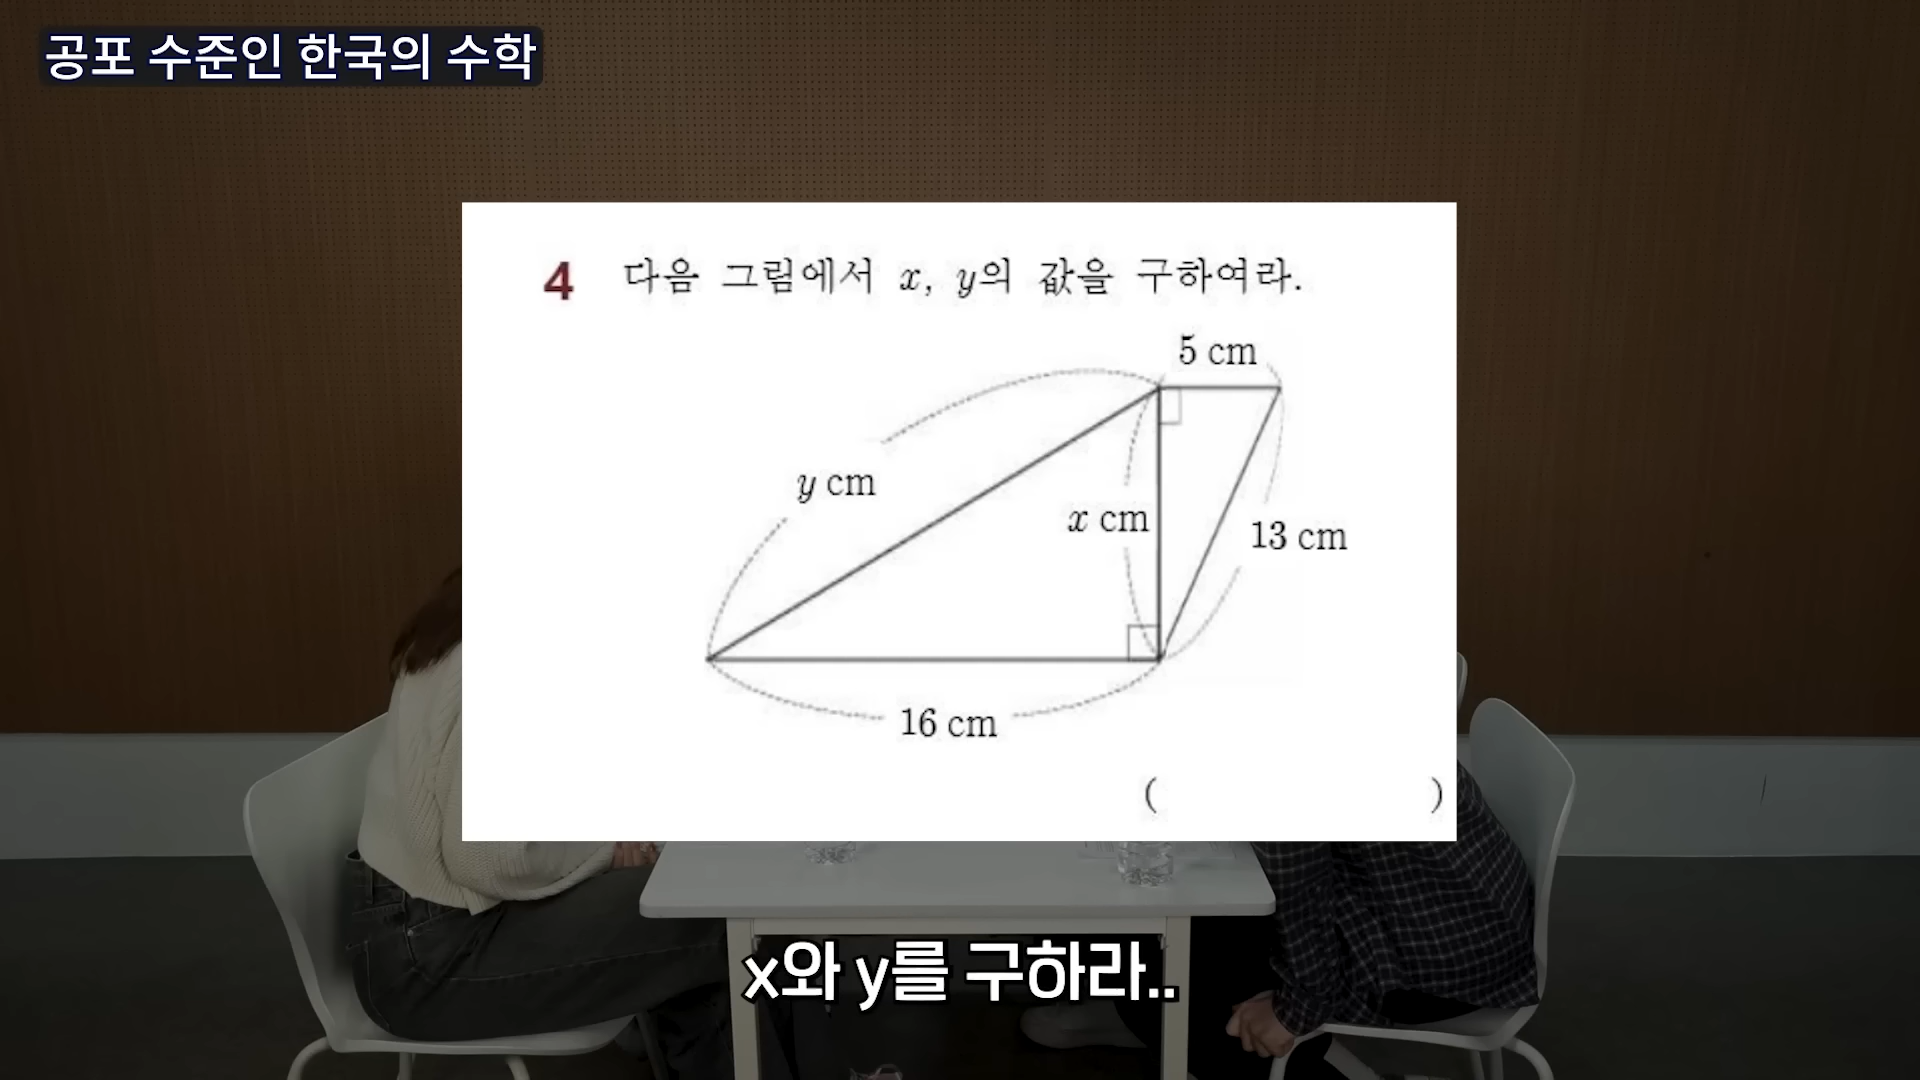 공포 수준인 한국의 수학
4 다음 그림에서 x, y의 값을 구하여라.
5 cm
y cm
x cm
13 cm
16 cm
( )
x와 y를 구하라..